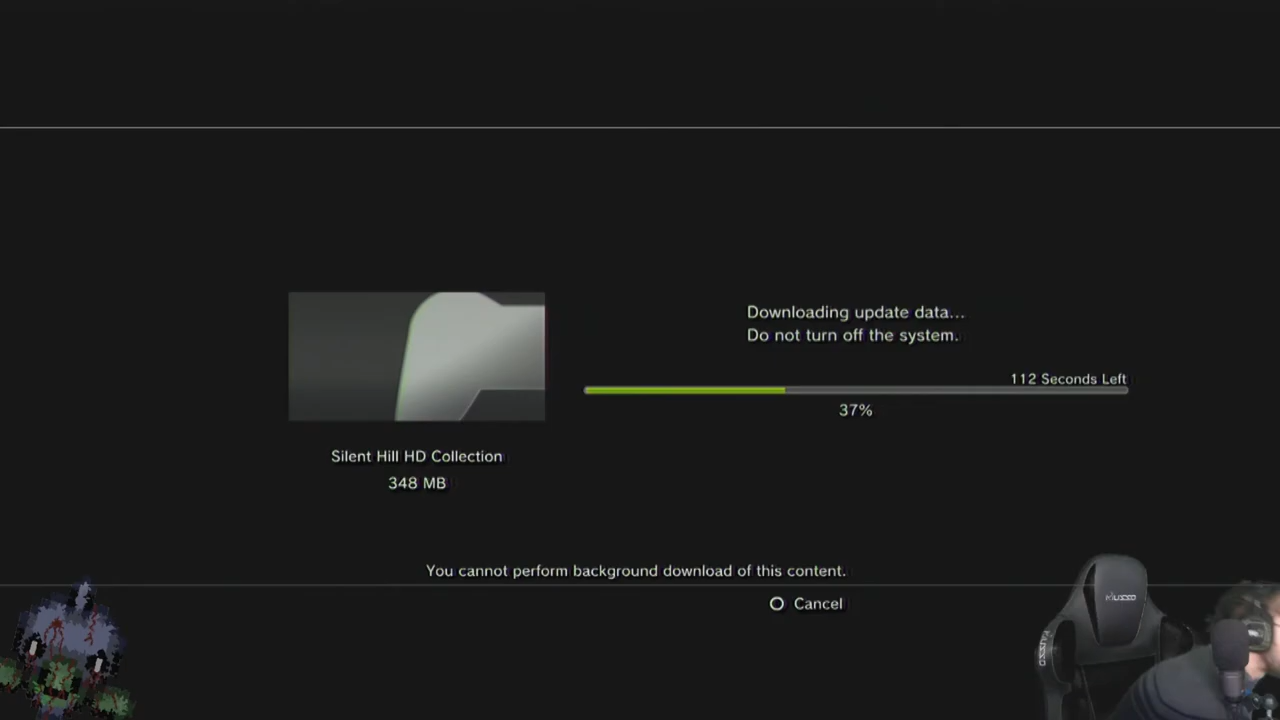 Downloading update data...
Do not turn off the system.
112 Seconds Left
37%
Silent Hill HD Collection
348 MB
You cannot perform background download of this content.
Cancel
MUSSO